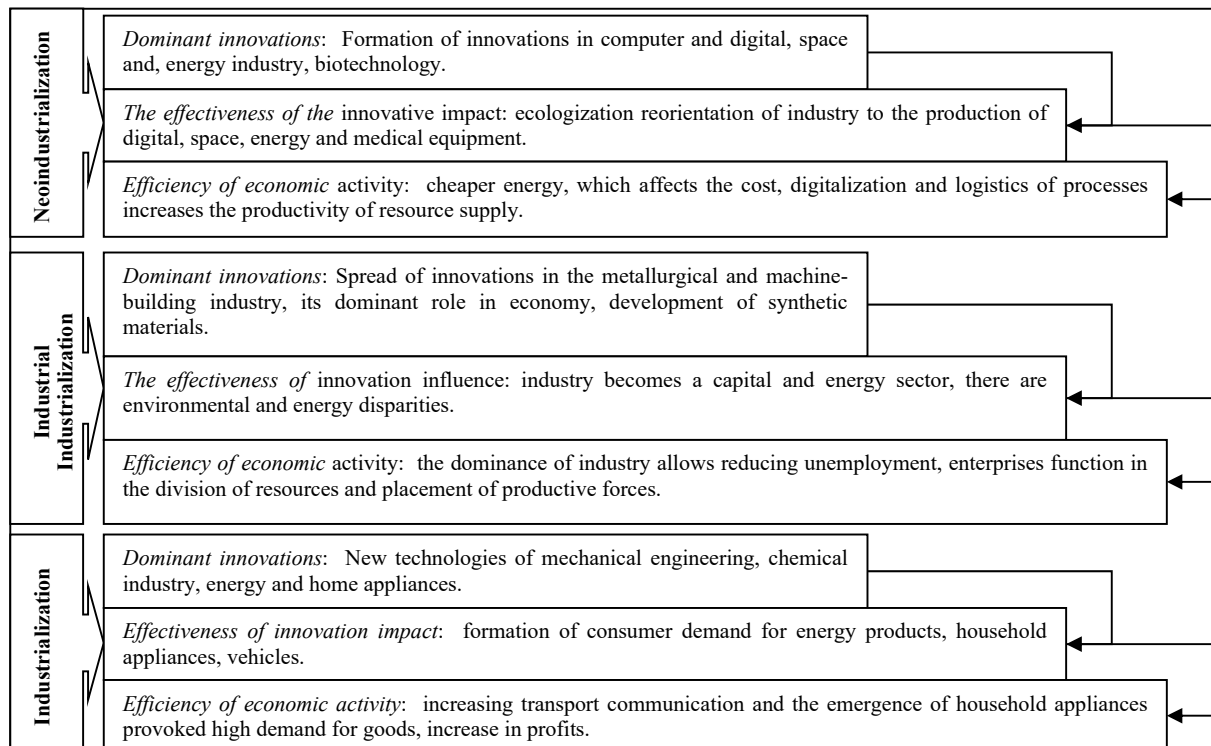 Neoindustrialization
Dominant innovations: Formation of innovations in computer and digital, space
and, energy industry, biotechnology.
The effectiveness of the innovative impact: ecologization reorientation of industry to the production of
digital, space, energy and medical equipment.
Efficiency of economic activity: cheaper energy, which affects the cost, digitalization and logistics of processes
increases the productivity of resource supply.
Industrial
Industrialization
Dominant innovations: Spread of innovations in the metallurgical and machine-
building industry, its dominant role in economy, development of synthetic
materials.
The effectiveness of innovation influence: industry becomes a capital and energy sector, there are
environmental and energy disparities.
Efficiency of economic activity: the dominance of industry allows reducing unemployment, enterprises function in
the division of resources and placement of productive forces.
Industrialization
Dominant innovations: New technologies of mechanical engineering, chemical
industry, energy and home appliances.
Effectiveness of innovation impact: formation of consumer demand for energy products, household
appliances, vehicles.
Efficiency of economic activity: increasing transport communication and the emergence of household appliances
provoked high demand for goods, increase in profits.